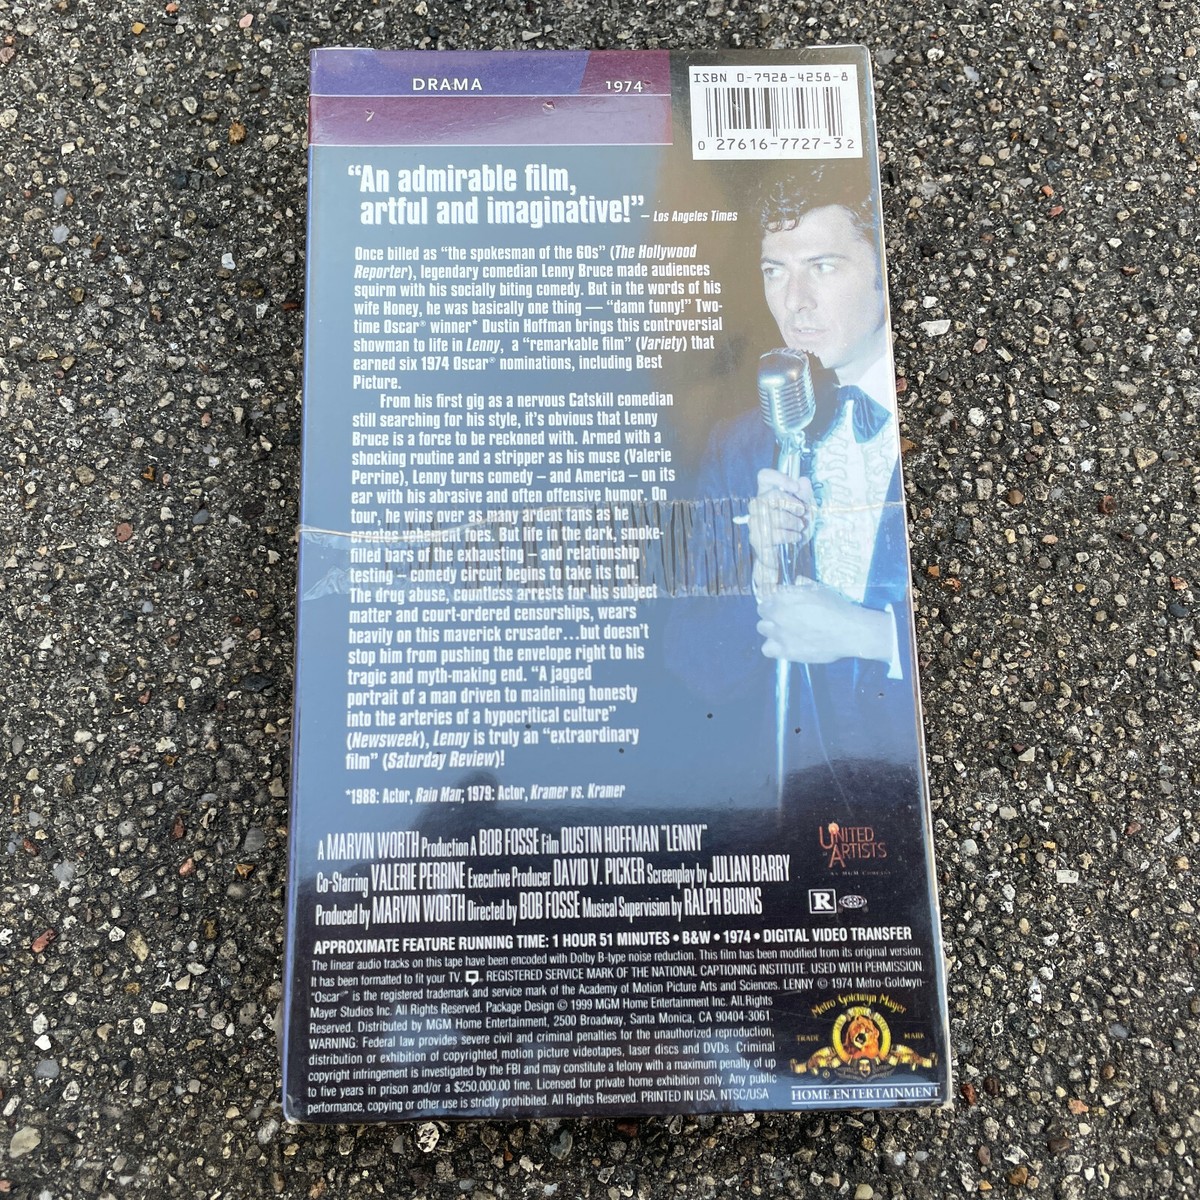 DRAMA
1974
ISBN 0-7928-4258-8
0 27616-7727-3 2
“An admirable film,
artful and imaginative!” – Los Angeles Times
Once billed as “the spokesman of the 60s” (The Hollywood
Reporter), legendary comedian Lenny Bruce made audiences
squirm with his socially biting comedy. But in the words of his
wife Honey, he was basically one thing — “damn funny!” Two-
time Oscar® winner* Dustin Hoffman brings this controversial
showman to life in Lenny, a “remarkable film” (Variety) that
earned six 1974 Oscar® nominations, including Best
Picture.
From his first gig as a nervous Catskill comedian
still searching for his style, it’s obvious that Lenny
Bruce is a force to be reckoned with. Armed with a
shocking routine and a stripper as his muse (Valerie
Perrine), Lenny turns comedy – and America – on its
ear with his abrasive and often offensive humor. On
tour, he wins over as many ardent fans as he
creates vehement foes. But life in the dark, smoke-
filled bars of the exhausting – and relationship
testing – comedy circuit begins to take its toll.
The drug abuse, countless arrests for his subject
matter and court-ordered censorships, wears
heavily on this maverick crusader...but doesn’t
stop him from pushing the envelope right to his
tragic and myth-making end. “A jagged
portrait of a man driven to mainlining honesty
into the arteries of a hypocritical culture”
(Newsweek), Lenny is truly an “extraordinary
film” (Saturday Review)!
*1988: Actor, Rain Man; 1979: Actor, Kramer vs. Kramer
A MARVIN WORTH Production A BOB FOSSE Film DUSTIN HOFFMAN "LENNY"
Co-Starring VALERIE PERRINE Executive Producer DAVID V. PICKER Screenplay by JULIAN BARRY
Produced by MARVIN WORTH Directed by BOB FOSSE Musical Supervision by RALPH BURNS
UNITED
ARTISTS
AN MGM COMPANY
R
APPROXIMATE FEATURE RUNNING TIME: 1 HOUR 51 MINUTES • B&W • 1974 • DIGITAL VIDEO TRANSFER
The linear audio tracks on this tape have been encoded with Dolby B-type noise reduction. This film has been modified from its original version.
It has been formatted to fit your TV. REGISTERED SERVICE MARK OF THE NATIONAL CAPTIONING INSTITUTE. USED WITH PERMISSION.
"Oscar®" is the registered trademark and service mark of the Academy of Motion Picture Arts and Sciences. LENNY © 1974 Metro-Goldwyn-
Mayer Studios Inc. All Rights Reserved. Package Design © 1999 MGM Home Entertainment Inc. All Rights
Reserved. Distributed by MGM Home Entertainment, 2500 Broadway, Santa Monica, CA 90404-3061.
WARNING: Federal law provides severe civil and criminal penalties for the unauthorized reproduction,
distribution or exhibition of copyrighted motion picture videotapes, laser discs and DVDs. Criminal
copyright infringement is investigated by the FBI and may constitute a felony with a maximum penalty of up
to five years in prison and/or a $250,000.00 fine. Licensed for private home exhibition only. Any public
performance, copying or other use is strictly prohibited. All Rights Reserved. PRINTED IN USA. NTSC/USA
Metro Goldwyn Mayer
TRADE MARK
HOME ENTERTAINMENT